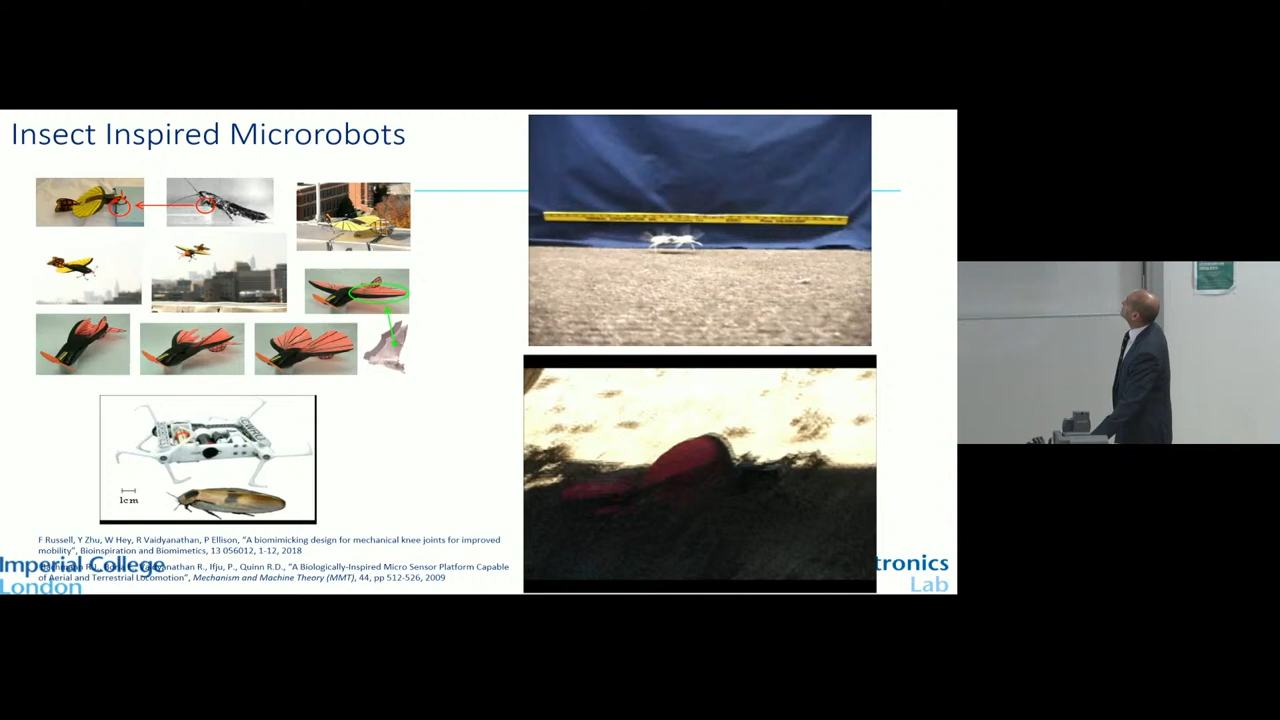 Insect Inspired Microrobots
1cm
F Russell, Y Zhu, W Hey, R Vaidyanathan, P Ellison, "A biomimicking design for mechanical knee joints for improved
mobility", Bioinspiration and Biomimetics, 13 056012, 1-12, 2018
Imperial College
London
R., Ifju, P., Quinn R.D., "A Biologically-Inspired Micro Sensor Platform Capable
of Aerial and Terrestrial Locomotion", Mechanism and Machine Theory (MMT), 44, pp 512-526, 2009
tronics
Lab